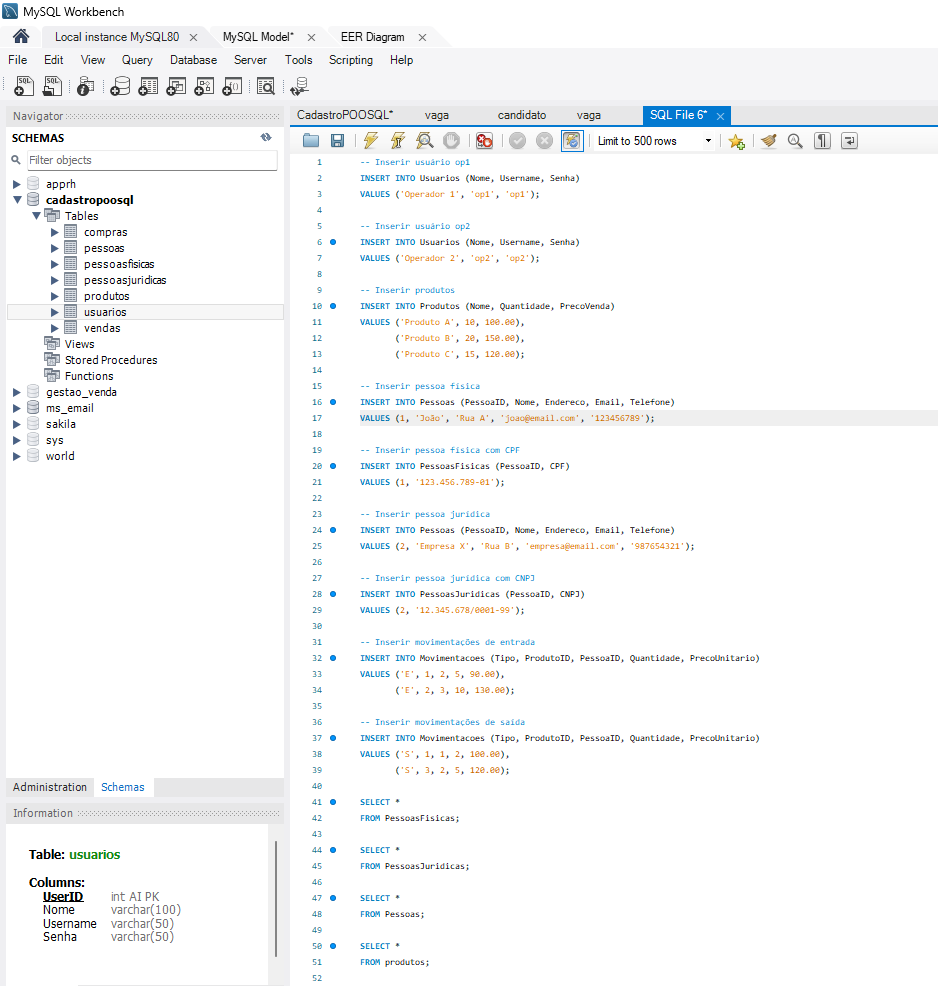 MySQL Workbench
Local instance MySQL80
MySQL Model*
EER Diagram
File Edit View Query Database Server Tools Scripting Help
Navigator
SCHEMAS
Filter objects
apprh
cadastropoosql
Tables
compras
pessoas
pessoasfisicas
pessoasjuridicas
produtos
usuarios
vendas
Views
Stored Procedures
Functions
gestao_venda
ms_email
sakila
sys
world
Administration Schemas
Information
Table: usuarios
Columns:
UserID int AI PK
Nome varchar(100)
Username varchar(50)
Senha varchar(50)
CadastroPOOSQL* vaga candidato vaga SQL File 6*
Limit to 500 rows
1 -- Inserir usuário op1
2 INSERT INTO Usuarios (Nome, Username, Senha)
3 VALUES ('Operador 1', 'op1', 'op1');
4
5 -- Inserir usuário op2
6 INSERT INTO Usuarios (Nome, Username, Senha)
7 VALUES ('Operador 2', 'op2', 'op2');
8
9 -- Inserir produtos
10 INSERT INTO Produtos (Nome, Quantidade, PrecoVenda)
11 VALUES ('Produto A', 10, 100.00),
12 ('Produto B', 20, 150.00),
13 ('Produto C', 15, 120.00);
14
15 -- Inserir pessoa física
16 INSERT INTO Pessoas (PessoaID, Nome, Endereco, Email, Telefone)
17 VALUES (1, 'João', 'Rua A', 'joao@email.com', '123456789');
18
19 -- Inserir pessoa física com CPF
20 INSERT INTO PessoasFisicas (PessoaID, CPF)
21 VALUES (1, '123.456.789-01');
22
23 -- Inserir pessoa jurídica
24 INSERT INTO Pessoas (PessoaID, Nome, Endereco, Email, Telefone)
25 VALUES (2, 'Empresa X', 'Rua B', 'empresa@email.com', '987654321');
26
27 -- Inserir pessoa jurídica com CNPJ
28 INSERT INTO PessoasJuridicas (PessoaID, CNPJ)
29 VALUES (2, '12.345.678/0001-99');
30
31 -- Inserir movimentações de entrada
32 INSERT INTO Movimentacoes (Tipo, ProdutoID, PessoaID, Quantidade, PrecoUnitario)
33 VALUES ('E', 1, 2, 5, 90.00),
34 ('E', 2, 3, 10, 130.00);
35
36 -- Inserir movimentações de saída
37 INSERT INTO Movimentacoes (Tipo, ProdutoID, PessoaID, Quantidade, PrecoUnitario)
38 VALUES ('S', 1, 1, 2, 100.00),
39 ('S', 3, 2, 5, 120.00);
40
41 SELECT *
42 FROM PessoasFisicas;
43
44 SELECT *
45 FROM PessoasJuridicas;
46
47 SELECT *
48 FROM Pessoas;
49
50 SELECT *
51 FROM produtos;
52